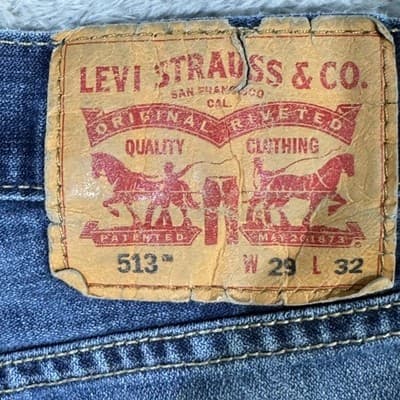 LEVI STRAUSS & CO.
SAN FRANCISCO
CAL.
ORIGINAL RIVETED
QUALITY CLOTHING
PATENTED MAY 20 1873
513™ W 29 L 32